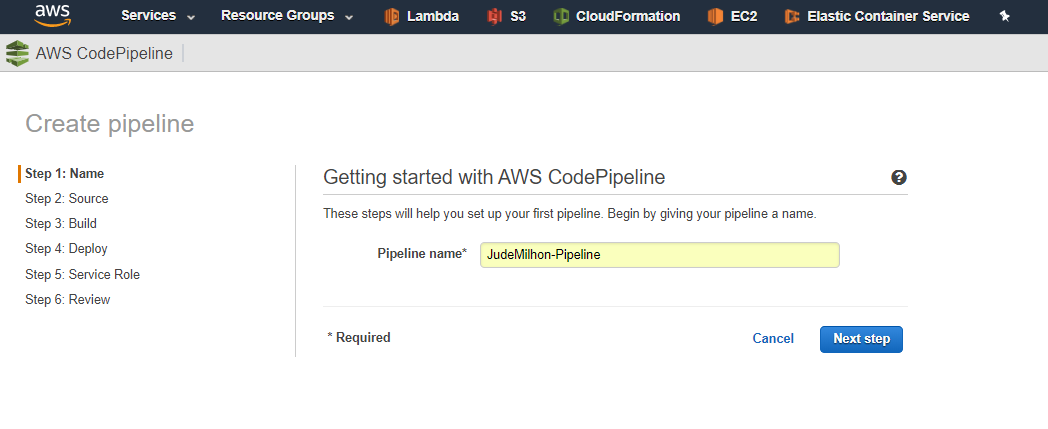 aws Services Resource Groups Lambda S3 CloudFormation EC2 Elastic Container Service
AWS CodePipeline
Create pipeline
Step 1: Name
Step 2: Source
Step 3: Build
Step 4: Deploy
Step 5: Service Role
Step 6: Review
Getting started with AWS CodePipeline ?
These steps will help you set up your first pipeline. Begin by giving your pipeline a name.
Pipeline name* JudeMilhon-Pipeline
* Required Cancel Next step